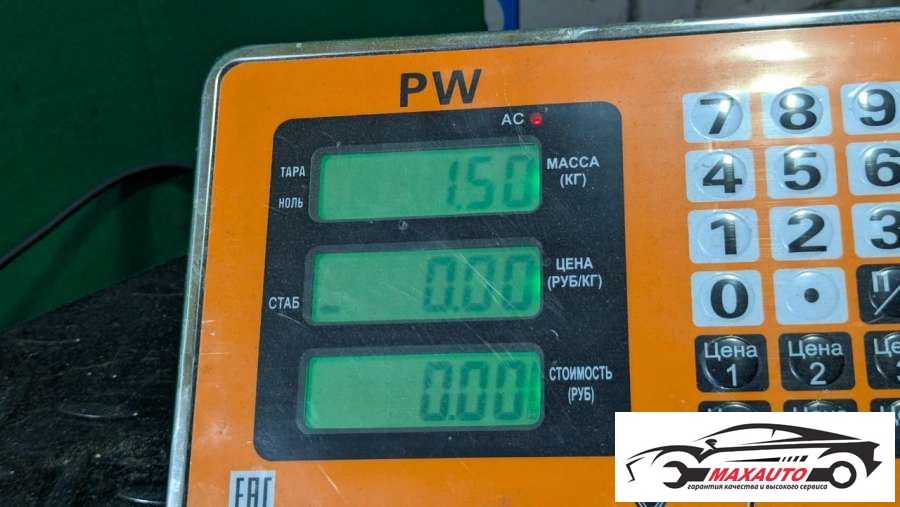 PW
AC
ТАРА
НОЛЬ
1.50
МАССА
(КГ)
СТАБ
0.00
ЦЕНА
(РУБ/КГ)
0.00
СТОИМОСТЬ
(РУБ)
7 8 9
4 5 6
1 2 3
0 .
Цена 1
Цена 2
EAC
MAXAUTO
гарантия качества и высокого сервиса